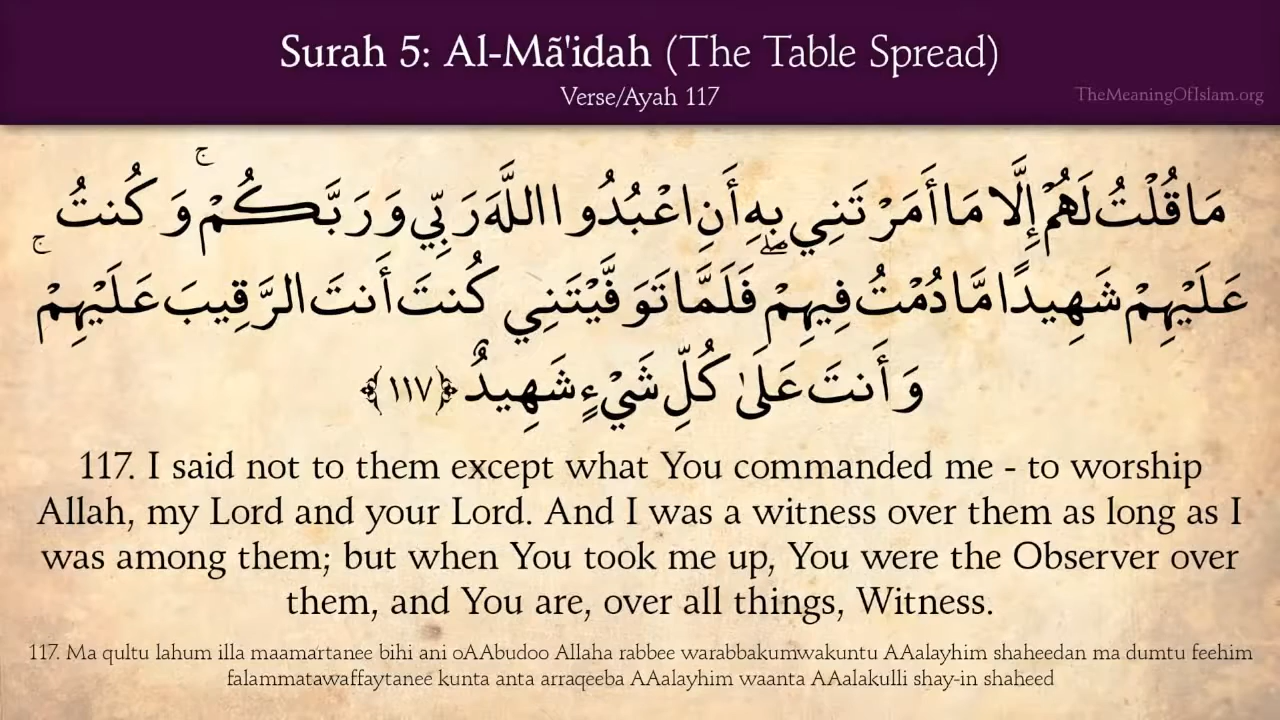 Surah 5: Al-Mã'idah (The Table Spread)
Verse/Ayah 117
TheMeaningOfIslam.org
مَا قُلْتُ لَهُمْ إِلَّا مَا أَمَرْتَنِي بِهِ أَنِ اعْبُدُوا اللَّهَ رَبِّي وَرَبَّكُمْ ۚ وَكُنتُ
عَلَيْهِمْ شَهِيدًا مَّا دُمْتُ فِيهِمْ ۖ فَلَمَّا تَوَفَّيْتَنِي كُنتَ أَنتَ الرَّقِيبَ عَلَيْهِمْ ۚ
وَأَنتَ عَلَىٰ كُلِّ شَيْءٍ شَهِيدٌ ﴿١١٧﴾
117. I said not to them except what You commanded me - to worship
Allah, my Lord and your Lord. And I was a witness over them as long as I
was among them; but when You took me up, You were the Observer over
them, and You are, over all things, Witness.
117. Ma qultu lahum illa maamartanee bihi ani oAAbudoo Allaha rabbee warabbakumwakuntu AAalayhim shaheedan ma dumtu feehim
falammatawaffaytanee kunta anta arraqeeba AAalayhim waanta AAalakulli shay-in shaheed